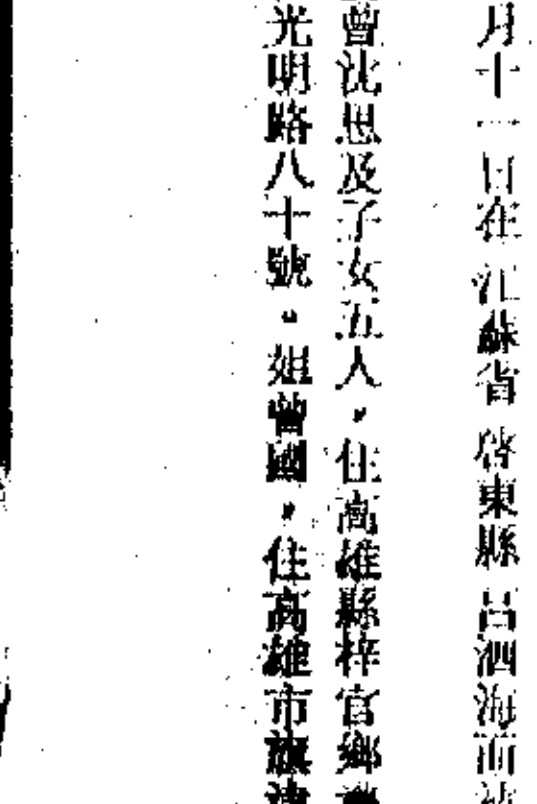 月十一日在江蘇省啓東縣呂泗海面
曾沈思及子女五人，住高雄縣梓官鄉
光明路八十號。姐曾國，住高雄市旗津